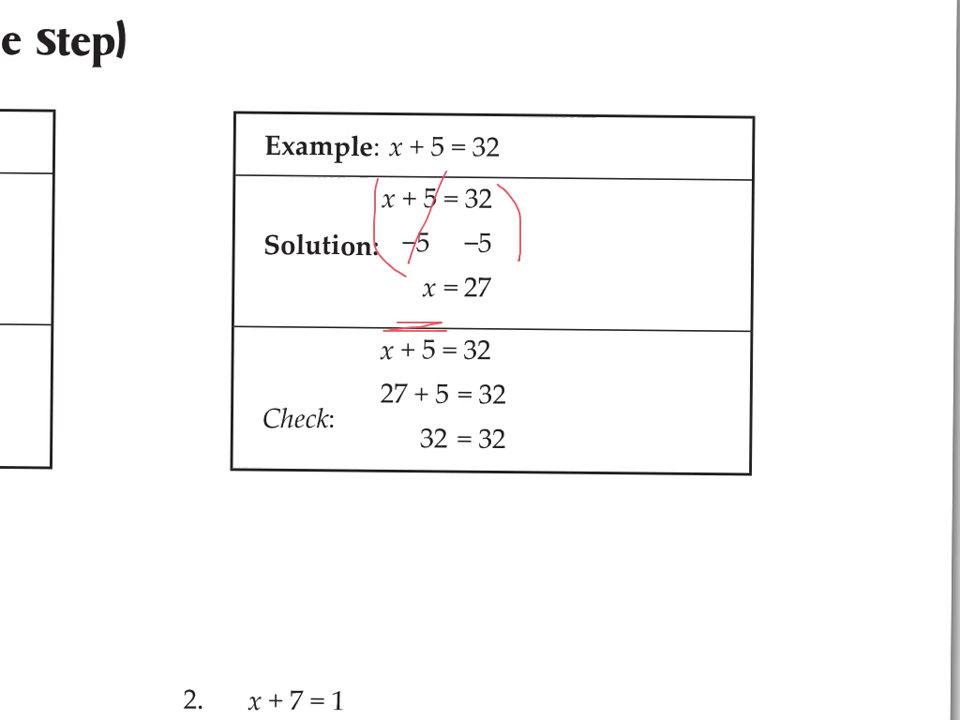 e Step)
Example: x + 5 = 32
x + 5 = 32
Solution: –5 –5
x = 27
x + 5 = 32
27 + 5 = 32
Check:
32 = 32
2. x + 7 = 1